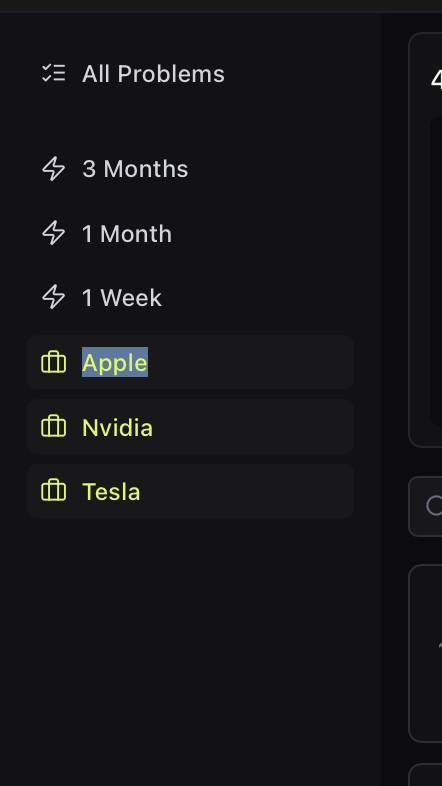 All Problems
3 Months
1 Month
1 Week
Apple
Nvidia
Tesla